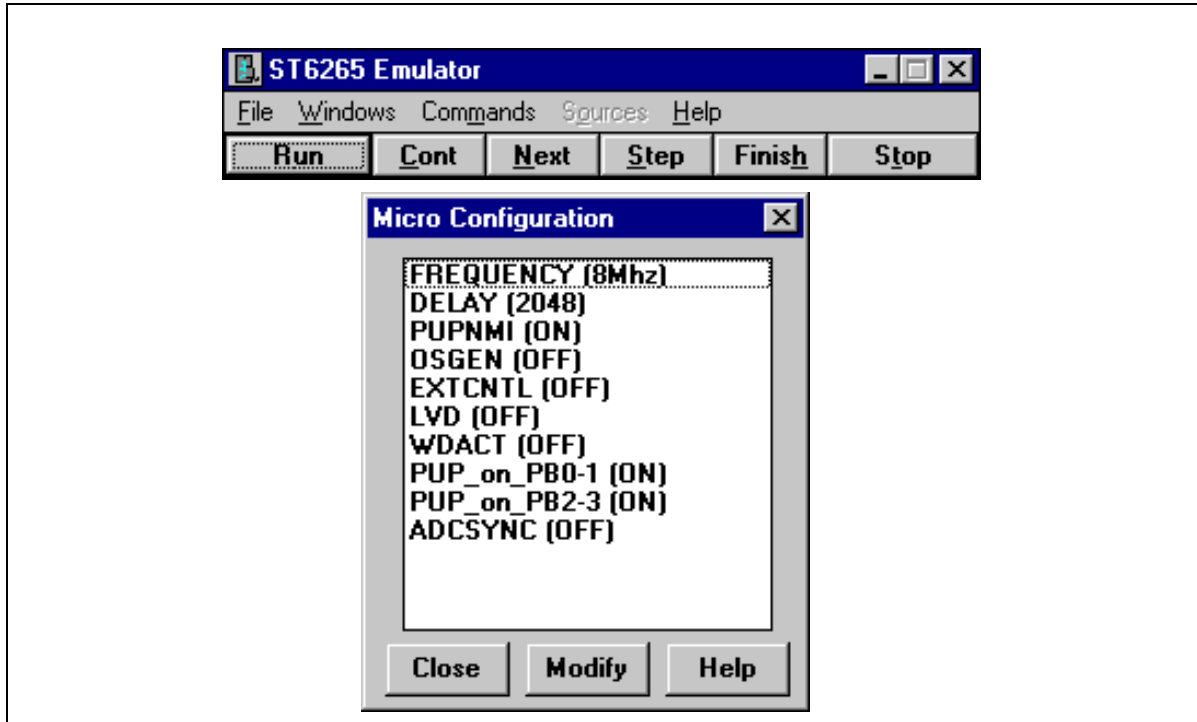 ST6265 Emulator
File Windows Commands Sources Help
Run Cont Next Step Finish Stop
Micro Configuration
FREQUENCY (8Mhz)
DELAY (2048)
PUPNMI (ON)
OSGEN (OFF)
EXTCNTL (OFF)
LVD (OFF)
WDACT (OFF)
PUP_on_PB0-1 (ON)
PUP_on_PB2-3 (ON)
ADCSYNC (OFF)
Close Modify Help